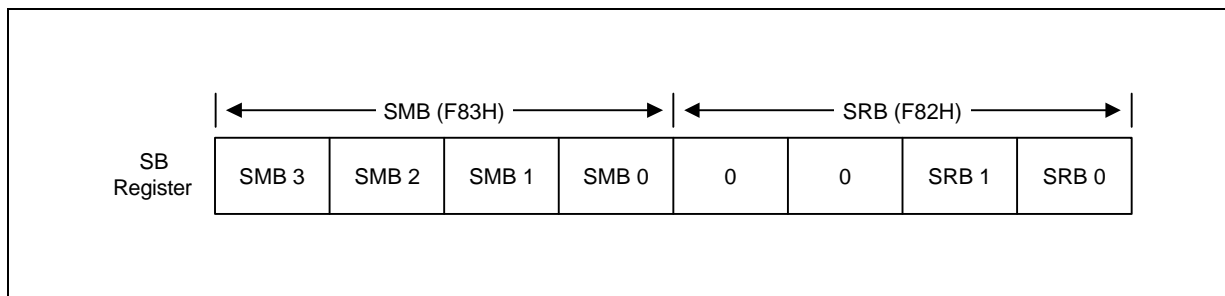 SMB (F83H) SRB (F82H)
SB
Register
SMB 3 SMB 2 SMB 1 SMB 0 0 0 SRB 1 SRB 0